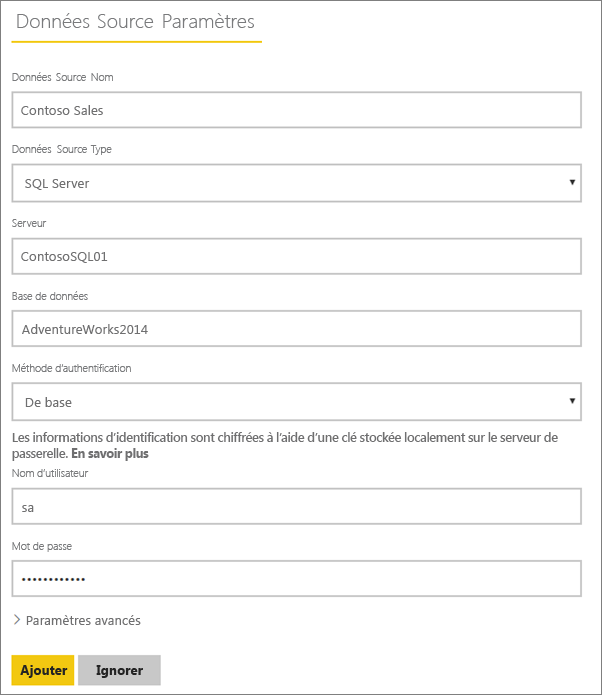 Données Source Paramètres
Données Source Nom
Contoso Sales
Données Source Type
SQL Server
Serveur
ContosoSQL01
Base de données
AdventureWorks2014
Méthode d'authentification
De base
Les informations d'identification sont chiffrées à l'aide d'une clé stockée localement sur le serveur de
passerelle. En savoir plus
Nom d'utilisateur
sa
Mot de passe
••••••••••••
Paramètres avancés
Ajouter
Ignorer